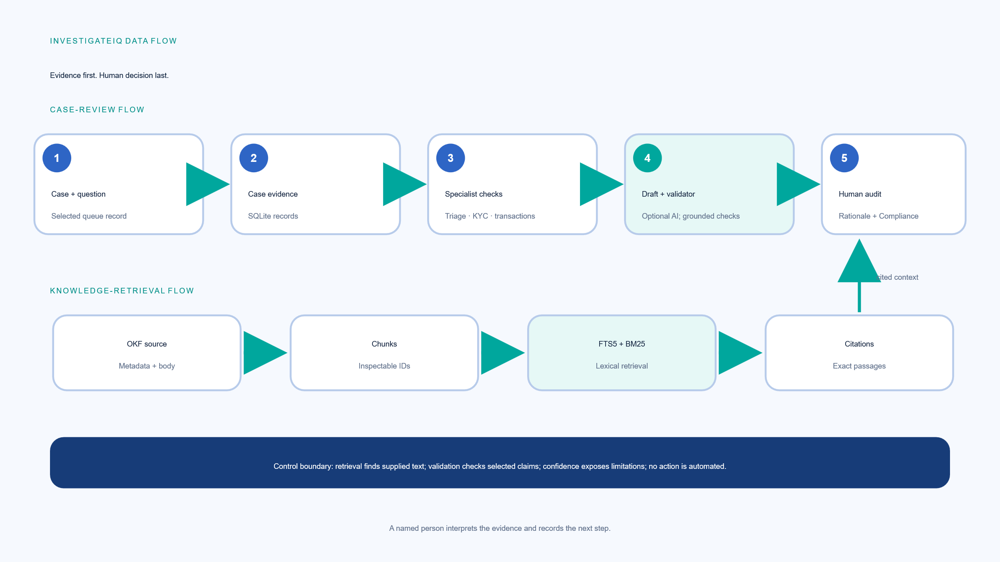 INVESTIGATEIQ DATA FLOW
Evidence first. Human decision last.
CASE-REVIEW FLOW
1
Case + question
Selected queue record
2
Case evidence
SQLite records
3
Specialist checks
Triage · KYC · transactions
4
Draft + validator
Optional AI; grounded checks
5
Human audit
Rationale + Compliance
cited context
KNOWLEDGE-RETRIEVAL FLOW
OKF source
Metadata + body
Chunks
Inspectable IDs
FTS5 + BM25
Lexical retrieval
Citations
Exact passages
Control boundary: retrieval finds supplied text; validation checks selected claims; confidence exposes limitations; no action is automated.
A named person interprets the evidence and records the next step.